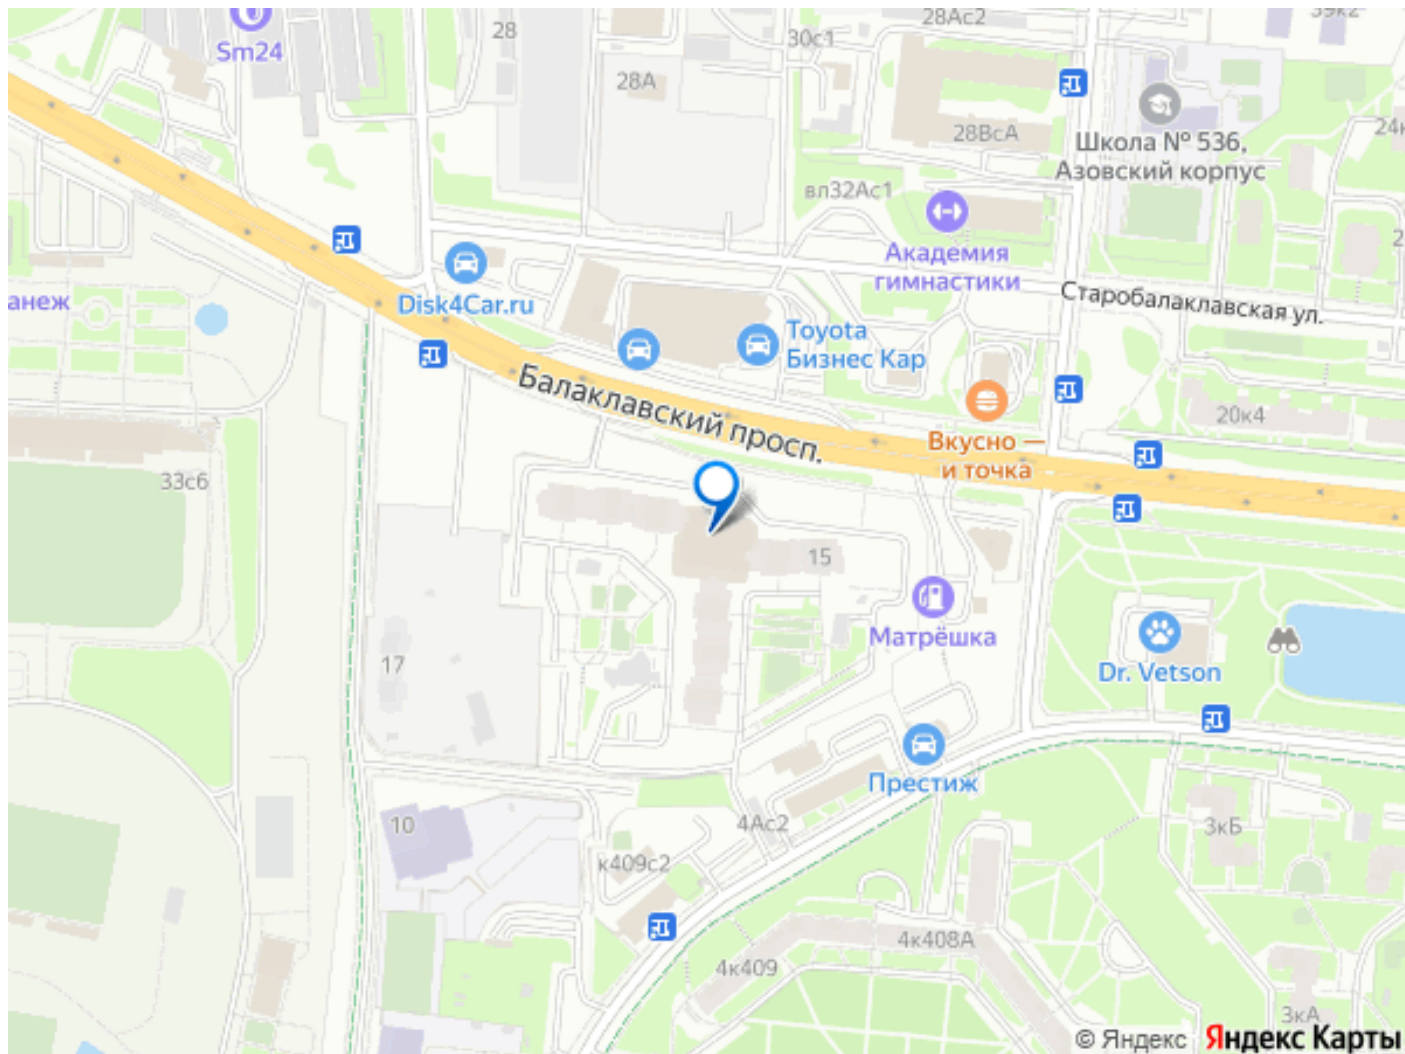 28Ас2
Sm24
28
30с1
28А
28ВсА
Школа № 536,
Азовский корпус
вл32Ас1
Академия
гимнастики
Старобалаклавская ул.
анеж
Disk4Car.ru
Toyota
Бизнес Кар
Балаклавский просп.
Вкусно —
и точка
20к4
33с6
15
Матрёшка
17
Dr. Vetson
Престиж
10
4Ас2
3кБ
к409с2
4к408А
4к409
3кА
© Яндекс Яндекс Карты